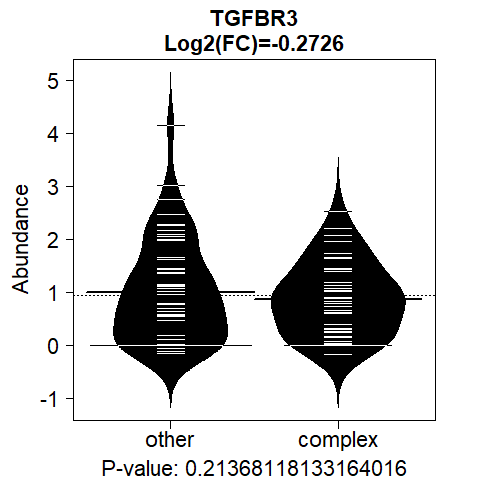 TGFBR3
Log2(FC)=-0.2726
Abundance
5
4
3
2
1
0
-1
other complex
P-value: 0.21368118133164016